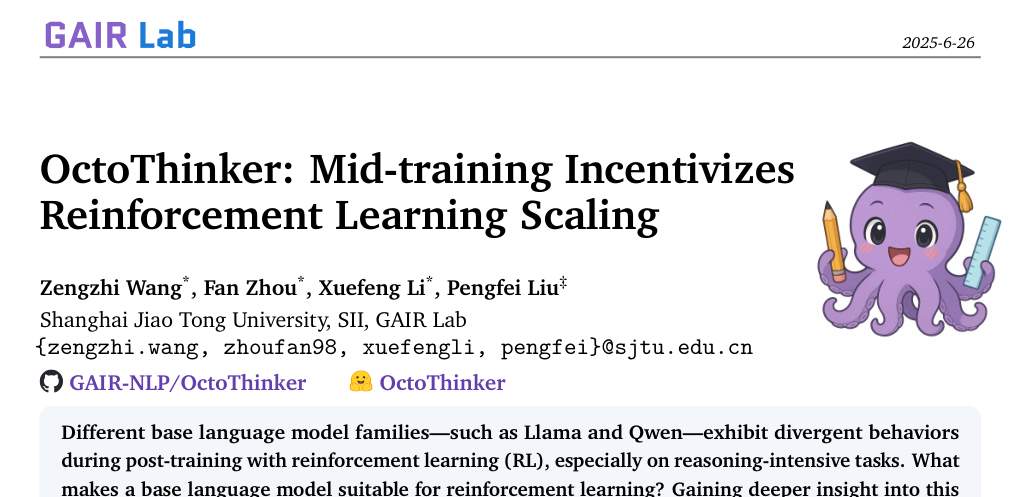 GAIR Lab
2025-6-26
OctoThinker: Mid-training Incentivizes
Reinforcement Learning Scaling
Zengzhi Wang*, Fan Zhou*, Xuefeng Li*, Pengfei Liu‡
Shanghai Jiao Tong University, SII, GAIR Lab
{zengzhi.wang, zhoufan98, xuefengli, pengfei}@sjtu.edu.cn
GAIR-NLP/OctoThinker OctoThinker
Different base language model families—such as Llama and Qwen—exhibit divergent behaviors
during post-training with reinforcement learning (RL), especially on reasoning-intensive tasks. What
makes a base language model suitable for reinforcement learning? Gaining deeper insight into this